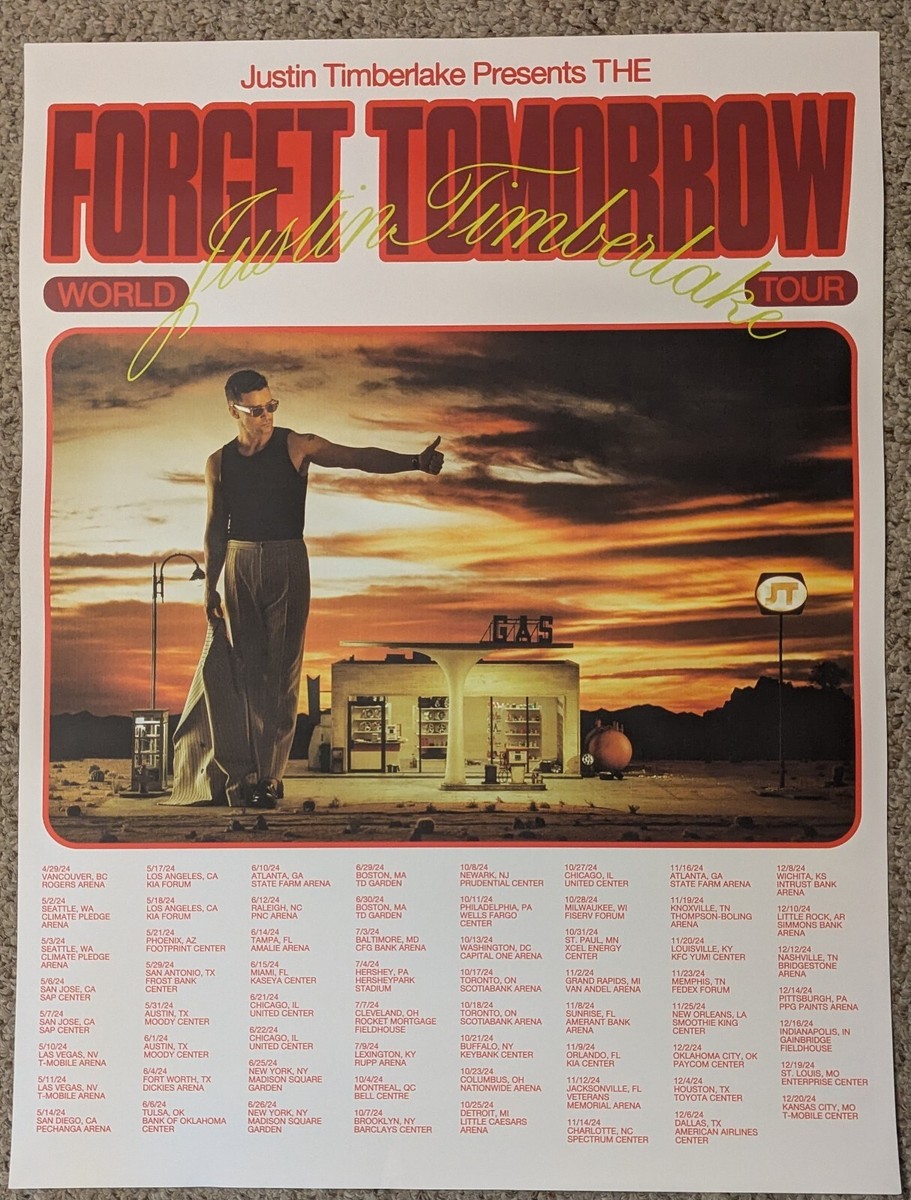 Justin Timberlake Presents THE
FORGET TOMORROW
Justin Timberlake
WORLD TOUR
GAS
JT
4/29/24
VANCOUVER, BC
ROGERS ARENA
5/2/24
SEATTLE, WA
CLIMATE PLEDGE
ARENA
5/3/24
SEATTLE, WA
CLIMATE PLEDGE
ARENA
5/6/24
SAN JOSE, CA
SAP CENTER
5/7/24
SAN JOSE, CA
SAP CENTER
5/10/24
LAS VEGAS, NV
T-MOBILE ARENA
5/11/24
LAS VEGAS, NV
T-MOBILE ARENA
5/14/24
SAN DIEGO, CA
PECHANGA ARENA
5/17/24
LOS ANGELES, CA
KIA FORUM
5/18/24
LOS ANGELES, CA
KIA FORUM
5/21/24
PHOENIX, AZ
FOOTPRINT CENTER
5/29/24
SAN ANTONIO, TX
FROST BANK
CENTER
5/31/24
AUSTIN, TX
MOODY CENTER
6/1/24
AUSTIN, TX
MOODY CENTER
6/4/24
FORT WORTH, TX
DICKIES ARENA
6/6/24
TULSA, OK
BANK OF OKLAHOMA
CENTER
6/10/24
ATLANTA, GA
STATE FARM ARENA
6/12/24
RALEIGH, NC
PNC ARENA
6/14/24
TAMPA, FL
AMALIE ARENA
6/15/24
MIAMI, FL
KASEYA CENTER
6/21/24
CHICAGO, IL
UNITED CENTER
6/22/24
CHICAGO, IL
UNITED CENTER
6/25/24
NEW YORK, NY
MADISON SQUARE
GARDEN
6/26/24
NEW YORK, NY
MADISON SQUARE
GARDEN
6/29/24
BOSTON, MA
TD GARDEN
6/30/24
BOSTON, MA
TD GARDEN
7/3/24
BALTIMORE, MD
CFG BANK ARENA
7/4/24
HERSHEY, PA
HERSHEYPARK
STADIUM
7/7/24
CLEVELAND, OH
ROCKET MORTGAGE
FIELDHOUSE
7/9/24
LEXINGTON, KY
RUPP ARENA
10/4/24
MONTREAL, QC
BELL CENTRE
10/7/24
BROOKLYN, NY
BARCLAYS CENTER
10/8/24
NEWARK, NJ
PRUDENTIAL CENTER
10/11/24
PHILADELPHIA, PA
WELLS FARGO
CENTER
10/13/24
WASHINGTON, DC
CAPITAL ONE ARENA
10/17/24
TORONTO, ON
SCOTIABANK ARENA
10/18/24
TORONTO, ON
SCOTIABANK ARENA
10/21/24
BUFFALO, NY
KEYBANK CENTER
10/23/24
COLUMBUS, OH
NATIONWIDE ARENA
10/25/24
DETROIT, MI
LITTLE CAESARS
ARENA
10/27/24
CHICAGO, IL
UNITED CENTER
10/28/24
MILWAUKEE, WI
FISERV FORUM
10/31/24
ST. PAUL, MN
XCEL ENERGY
CENTER
11/2/24
GRAND RAPIDS, MI
VAN ANDEL ARENA
11/8/24
SUNRISE, FL
AMERANT BANK
ARENA
11/9/24
ORLANDO, FL
KIA CENTER
11/12/24
JACKSONVILLE, FL
VETERANS
MEMORIAL ARENA
11/14/24
CHARLOTTE, NC
SPECTRUM CENTER
11/16/24
ATLANTA, GA
STATE FARM ARENA
11/19/24
KNOXVILLE, TN
THOMPSON-BOLING
ARENA
11/20/24
LOUISVILLE, KY
KFC YUM! CENTER
11/23/24
MEMPHIS, TN
FEDEX FORUM
11/25/24
NEW ORLEANS, LA
SMOOTHIE KING
CENTER
12/2/24
OKLAHOMA CITY, OK
PAYCOM CENTER
12/4/24
HOUSTON, TX
TOYOTA CENTER
12/6/24
DALLAS, TX
AMERICAN AIRLINES
CENTER
12/8/24
WICHITA, KS
INTRUST BANK
ARENA
12/10/24
LITTLE ROCK, AR
SIMMONS BANK
ARENA
12/12/24
NASHVILLE, TN
BRIDGESTONE
ARENA
12/14/24
PITTSBURGH, PA
PPG PAINTS ARENA
12/16/24
INDIANAPOLIS, IN
GAINBRIDGE
FIELDHOUSE
12/19/24
ST. LOUIS, MO
ENTERPRISE CENTER
12/20/24
KANSAS CITY, MO
T-MOBILE CENTER